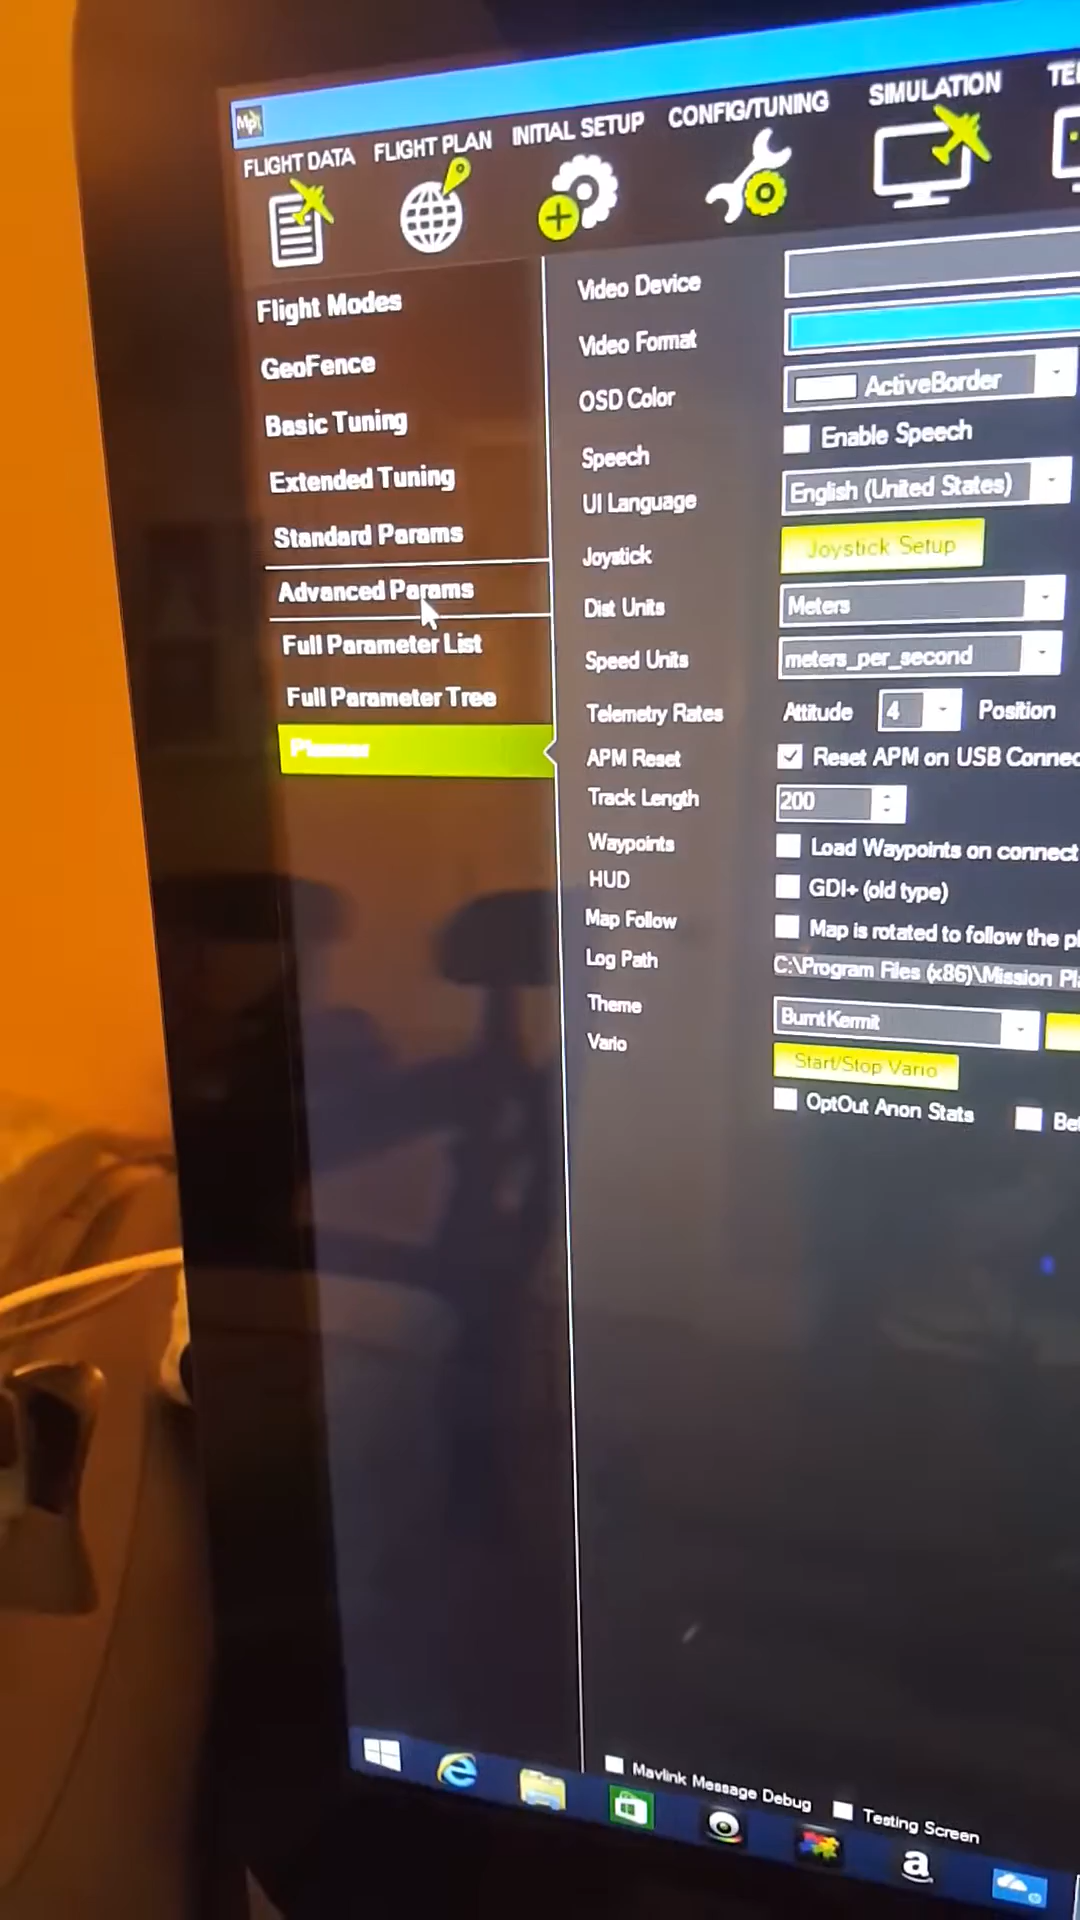 Mp
FLIGHT DATA
FLIGHT PLAN
INITIAL SETUP
CONFIG/TUNING
SIMULATION
Flight Modes
GeoFence
Basic Tuning
Extended Tuning
Standard Params
Advanced Params
Full Parameter List
Full Parameter Tree
Planner
Video Device
Video Format
OSD Color
ActiveBorder
Speech
Enable Speech
UI Language
English (United States)
Joystick
Joystick Setup
Dist Units
Meters
Speed Units
meters_per_second
Telemetry Rates
Attitude
4
Position
APM Reset
Reset APM on USB Connec
Track Length
200
Waypoints
Load Waypoints on connect
HUD
GDI+ (old type)
Map Follow
Map is rotated to follow the pl
Log Path
C:\Program Files (x86)\Mission Pla
Theme
BurntKermit
Vario
Start/Stop Vario
OptOut Anon Stats
Bet
Mavlink Message Debug
Testing Screen
a